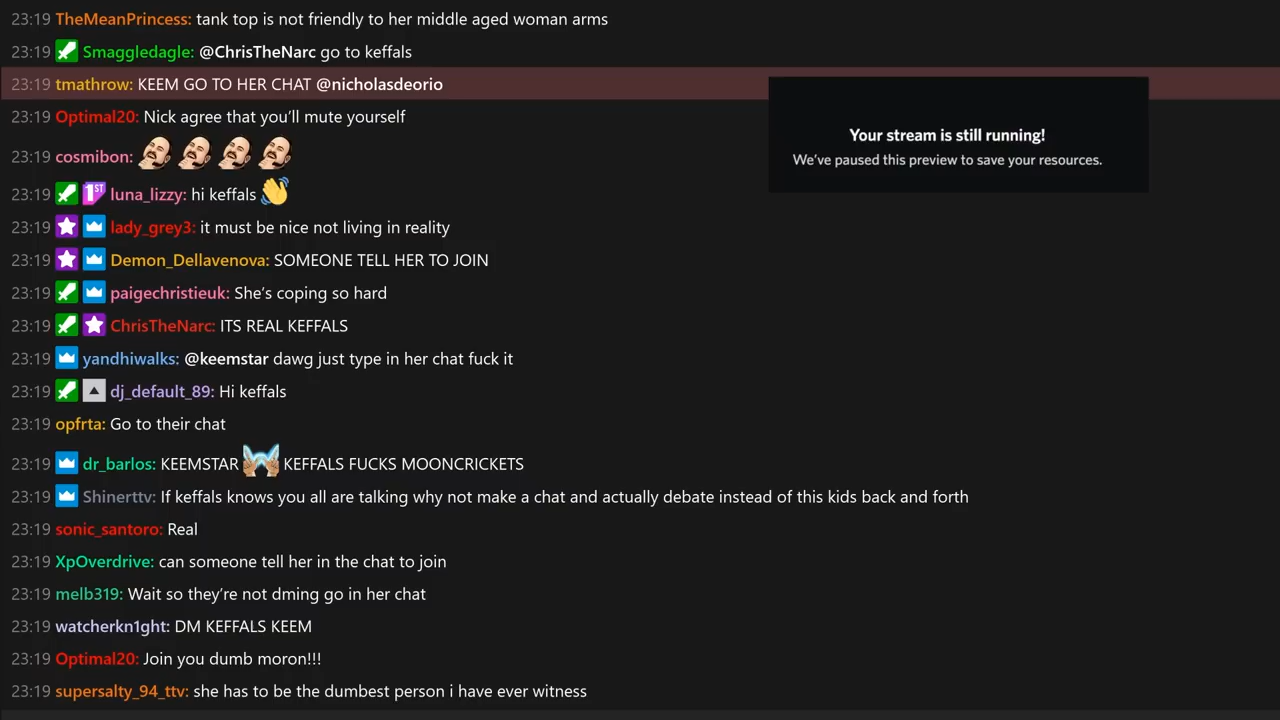 23:19 TheMeanPrincess: tank top is not friendly to her middle aged woman arms
23:19 Smaggledagle: @ChrisTheNarc go to keffals
23:19 tmathrow: KEEM GO TO HER CHAT @nicholasdeorio
Your stream is still running!
We've paused this preview to save your resources.
23:19 Optimal20: Nick agree that you'll mute yourself
23:19 cosmibon:
23:19 1ST luna_lizzy: hi keffals
23:19 lady_grey3: it must be nice not living in reality
23:19 Demon_Dellavenova: SOMEONE TELL HER TO JOIN
23:19 paigechristieuk: She's coping so hard
23:19 ChrisTheNarc: ITS REAL KEFFALS
23:19 yandhiwalks: @keemstar dawg just type in her chat fuck it
23:19 dj_default_89: Hi keffals
23:19 opfrta: Go to their chat
23:19 dr_barlos: KEEMSTAR KEFFALS FUCKS MOONCRICKETS
23:19 Shinerttv: If keffals knows you all are talking why not make a chat and actually debate instead of this kids back and forth
23:19 sonic_santoro: Real
23:19 XpOverdrive: can someone tell her in the chat to join
23:19 melb319: Wait so they're not dming go in her chat
23:19 watcherkn1ght: DM KEFFALS KEEM
23:19 Optimal20: Join you dumb moron!!!
23:19 supersalty_94_ttv: she has to be the dumbest person i have ever witness